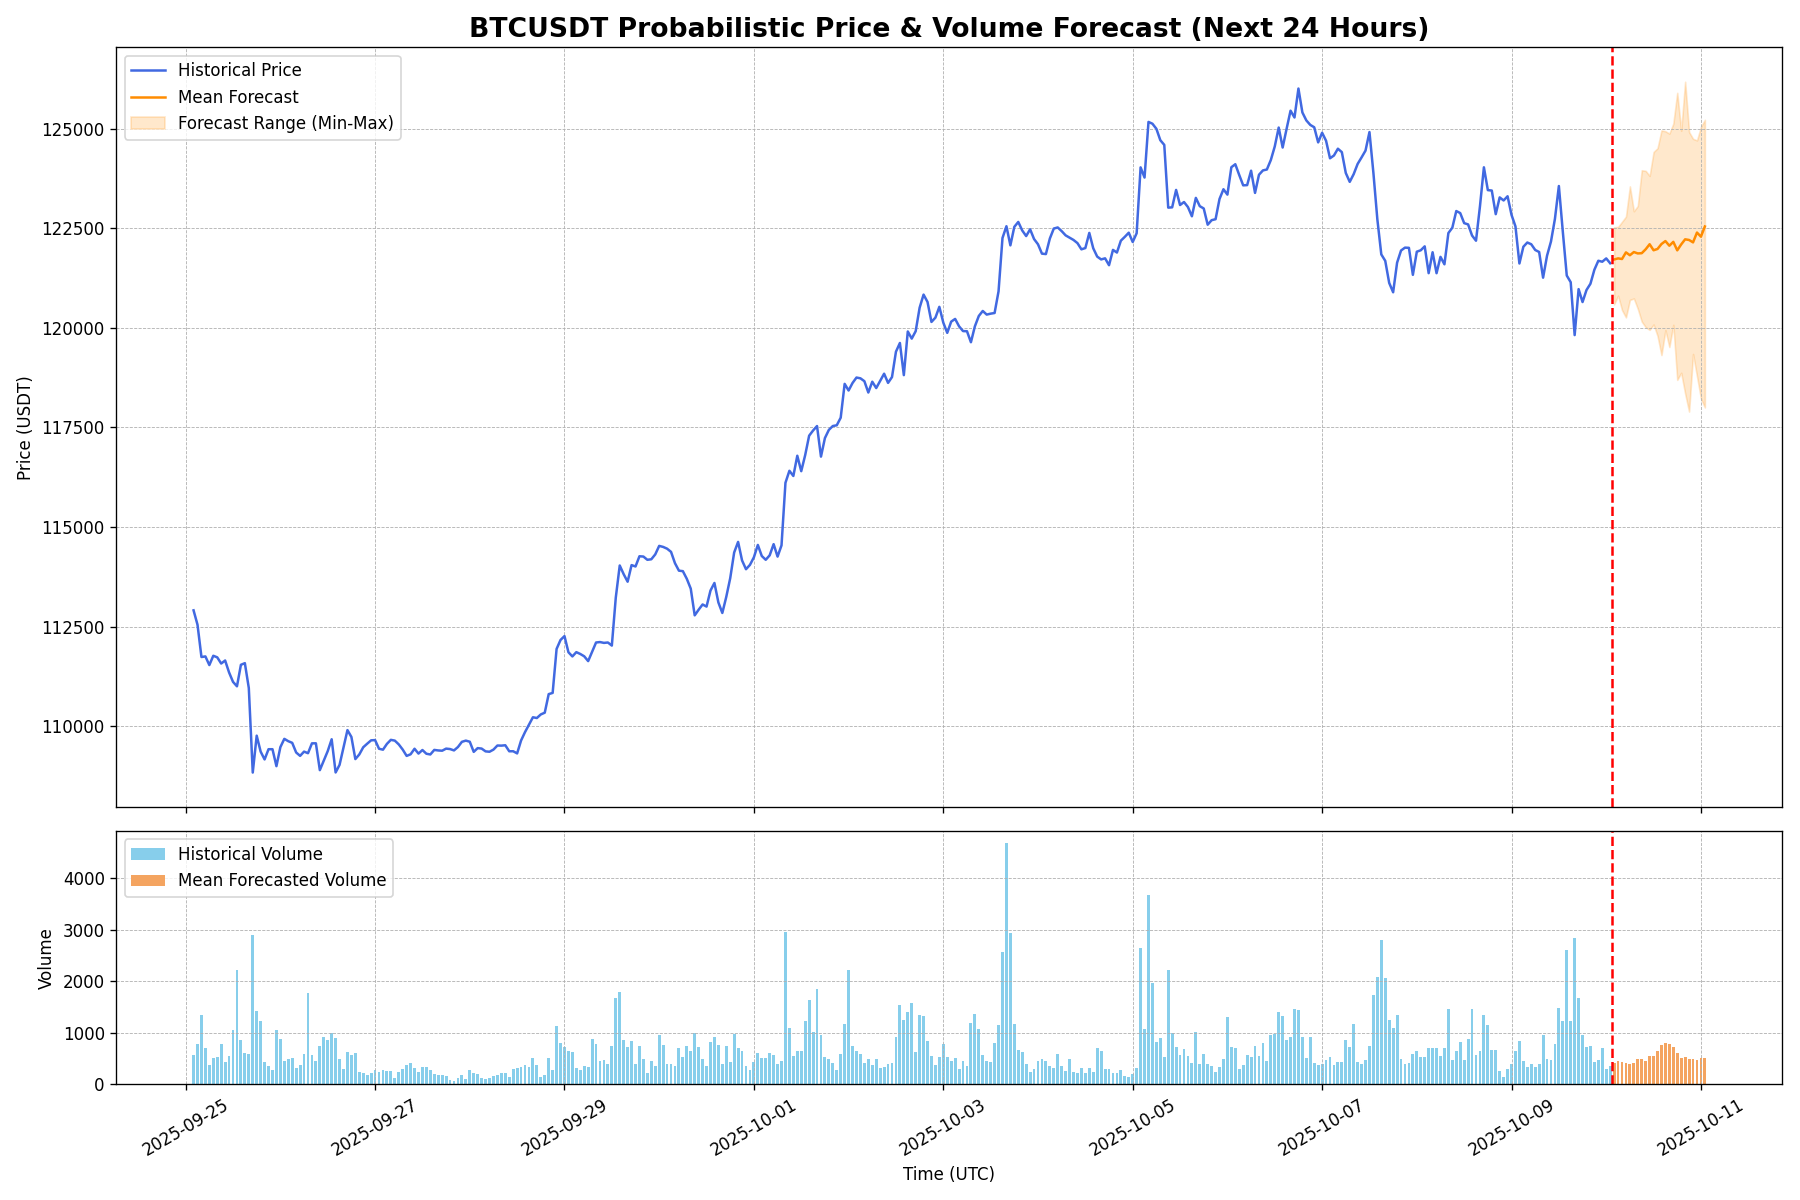 BTCUSDT Probabilistic Price & Volume Forecast (Next 24 Hours)
Historical Price
Mean Forecast
Forecast Range (Min-Max)
125000
122500
120000
117500
115000
112500
110000
Price (USDT)
Historical Volume
Mean Forecasted Volume
4000
3000
2000
1000
0
Volume
2025-09-25
2025-09-27
2025-09-29
2025-10-01
2025-10-03
2025-10-05
2025-10-07
2025-10-09
2025-10-11
Time (UTC)